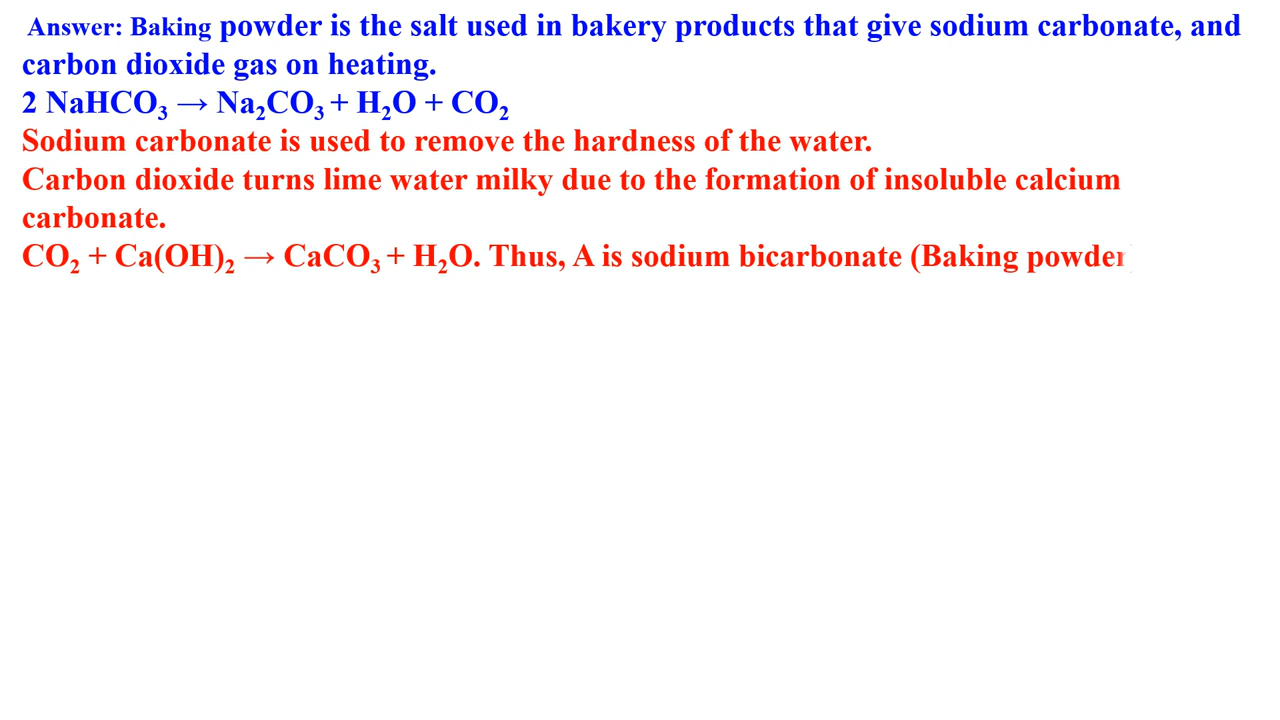 Answer: Baking powder is the salt used in bakery products that give sodium carbonate, and
carbon dioxide gas on heating.
2 NaHCO₃ → Na₂CO₃ + H₂O + CO₂
Sodium carbonate is used to remove the hardness of the water.
Carbon dioxide turns lime water milky due to the formation of insoluble calcium
carbonate.
CO₂ + Ca(OH)₂ → CaCO₃ + H₂O. Thus, A is sodium bicarbonate (Baking powder